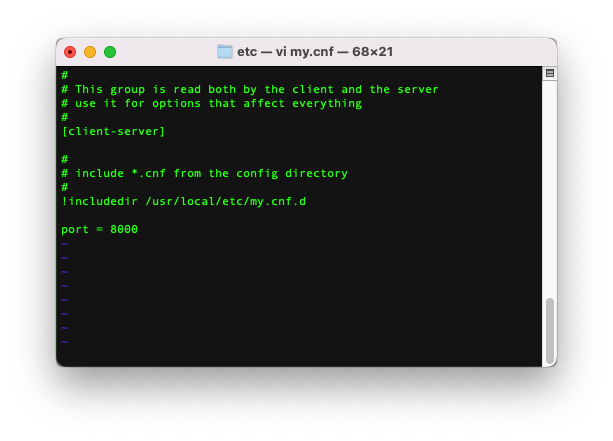 etc — vi my.cnf — 68×21
#
# This group is read both by the client and the server
# use it for options that affect everything
#
[client-server]
#
# include *.cnf from the config directory
#
!includedir /usr/local/etc/my.cnf.d
port = 8000
~
~
~
~
~
~
~
~